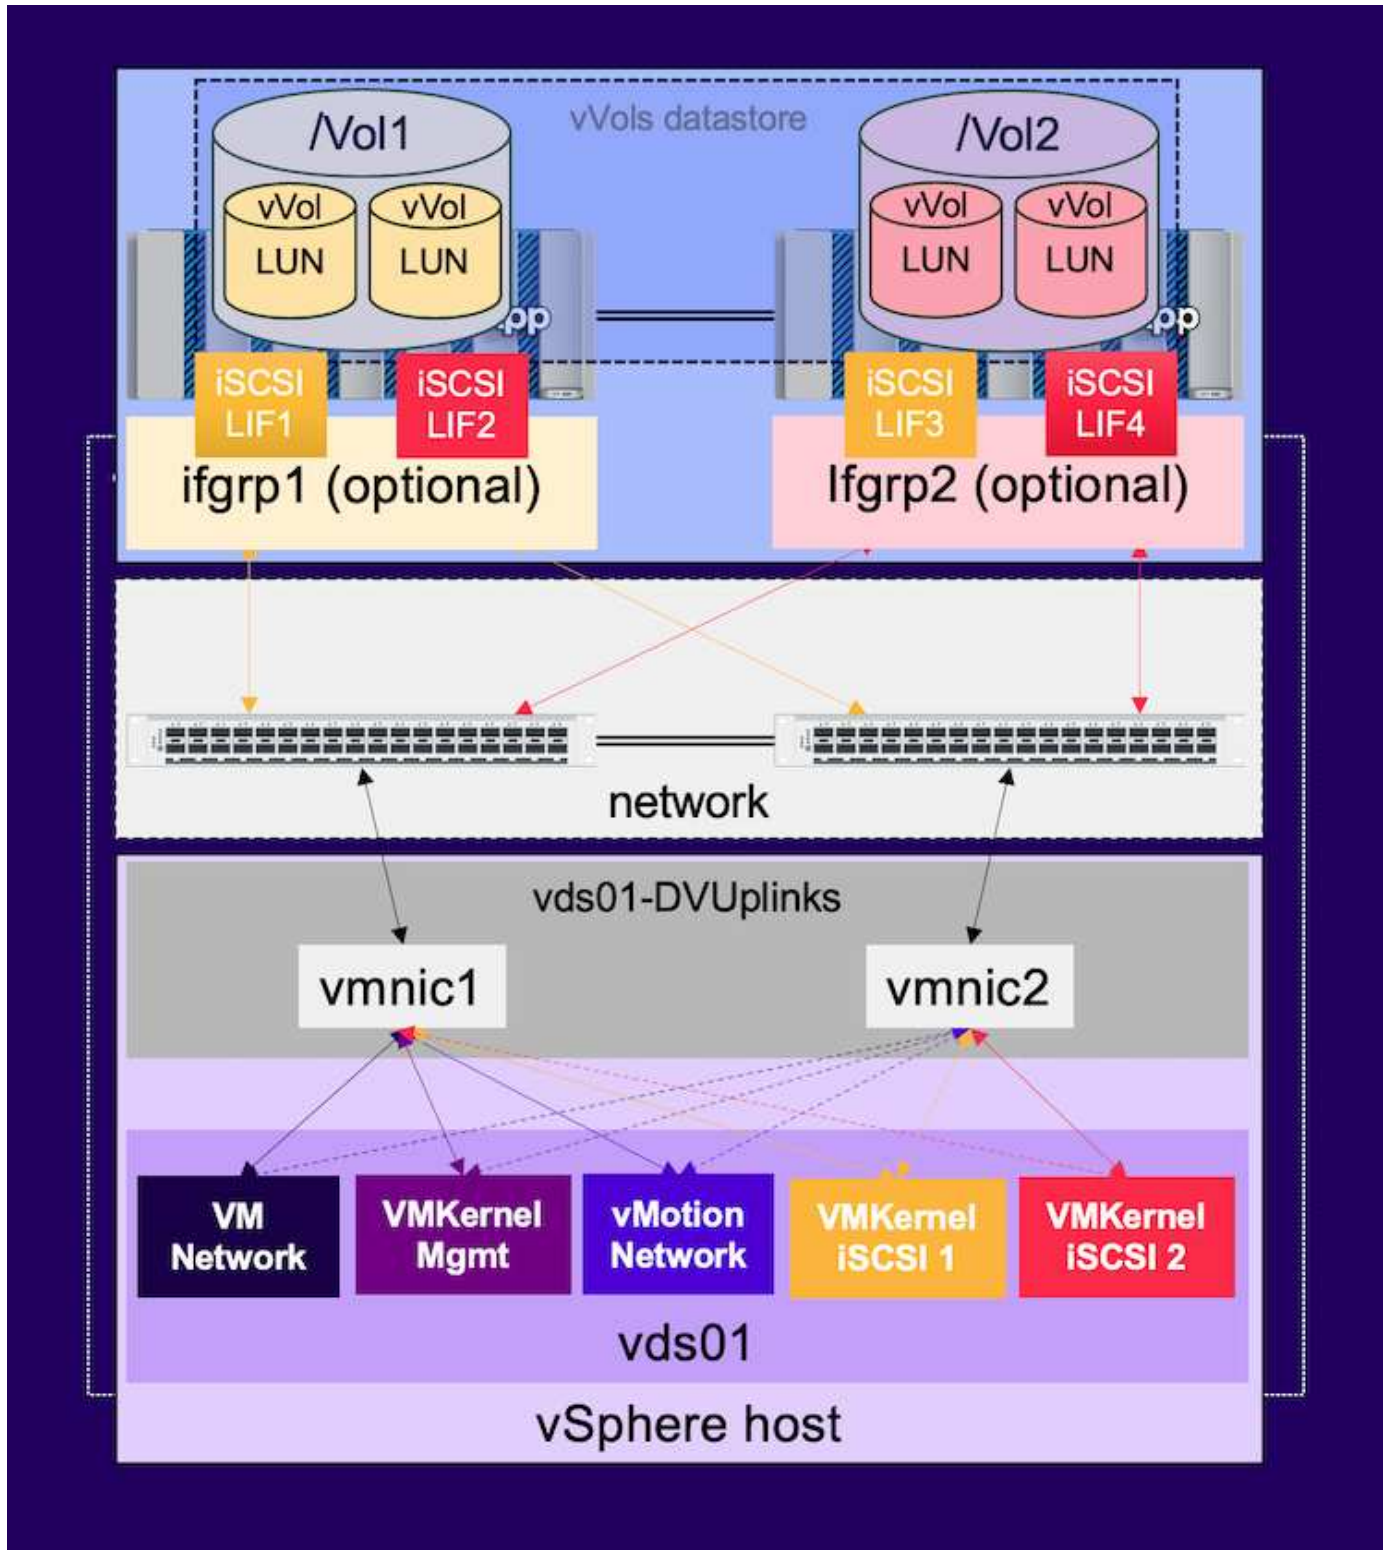 vVols datastore
/Vol1
/Vol2
vVol
LUN
vVol
LUN
vVol
LUN
vVol
LUN
pp
pp
iSCSI
LIF1
iSCSI
LIF2
iSCSI
LIF3
iSCSI
LIF4
ifgrp1 (optional)
Ifgrp2 (optional)
network
vds01-DVUplinks
vmnic1
vmnic2
VM
Network
VMKernel
Mgmt
vMotion
Network
VMKernel
iSCSI 1
VMKernel
iSCSI 2
vds01
vSphere host